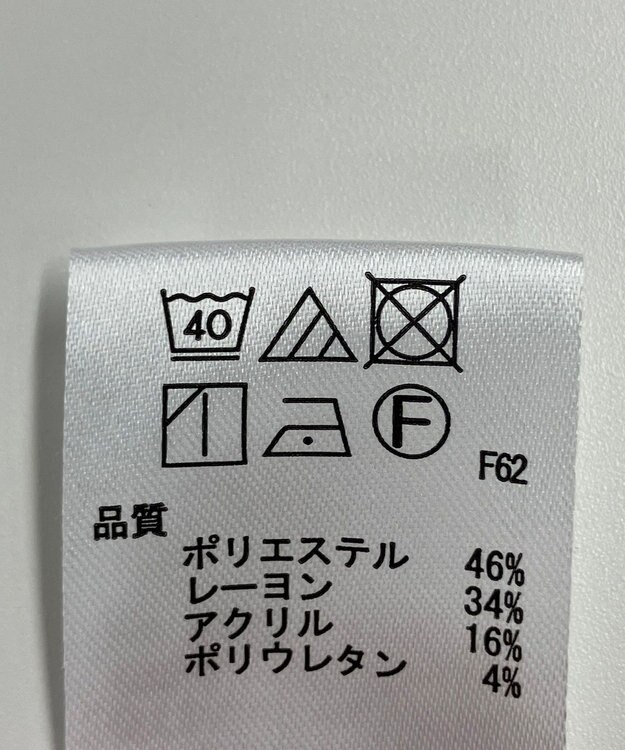 40
F
F62
品質
ポリエステル 46%
レーヨン 34%
アクリル 16%
ポリウレタン 4%